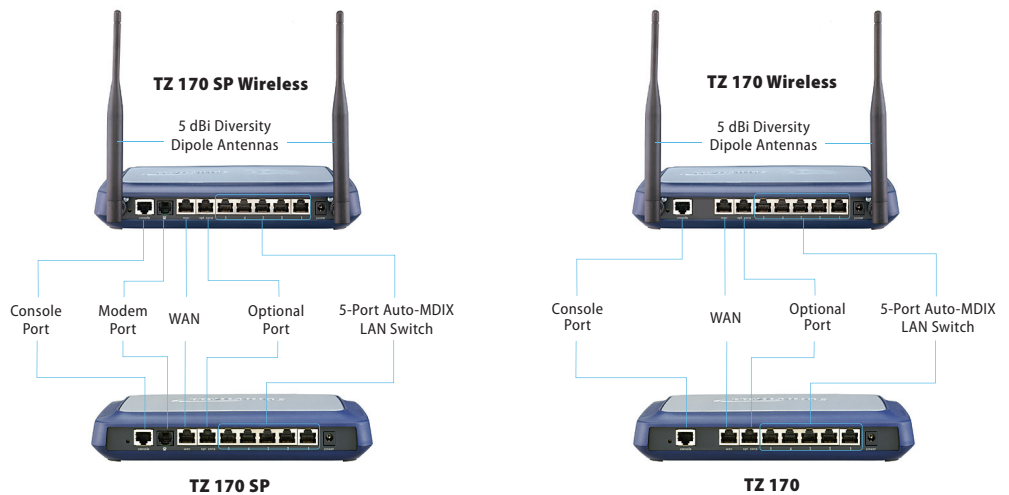 TZ 170 SP Wireless
5 dBi Diversity
Dipole Antennas
Console
Port
Modem
Port
WAN
Optional
Port
5-Port Auto-MDIX
LAN Switch
TZ 170 SP
TZ 170 Wireless
5 dBi Diversity
Dipole Antennas
Console
Port
WAN
Optional
Port
5-Port Auto-MDIX
LAN Switch
TZ 170